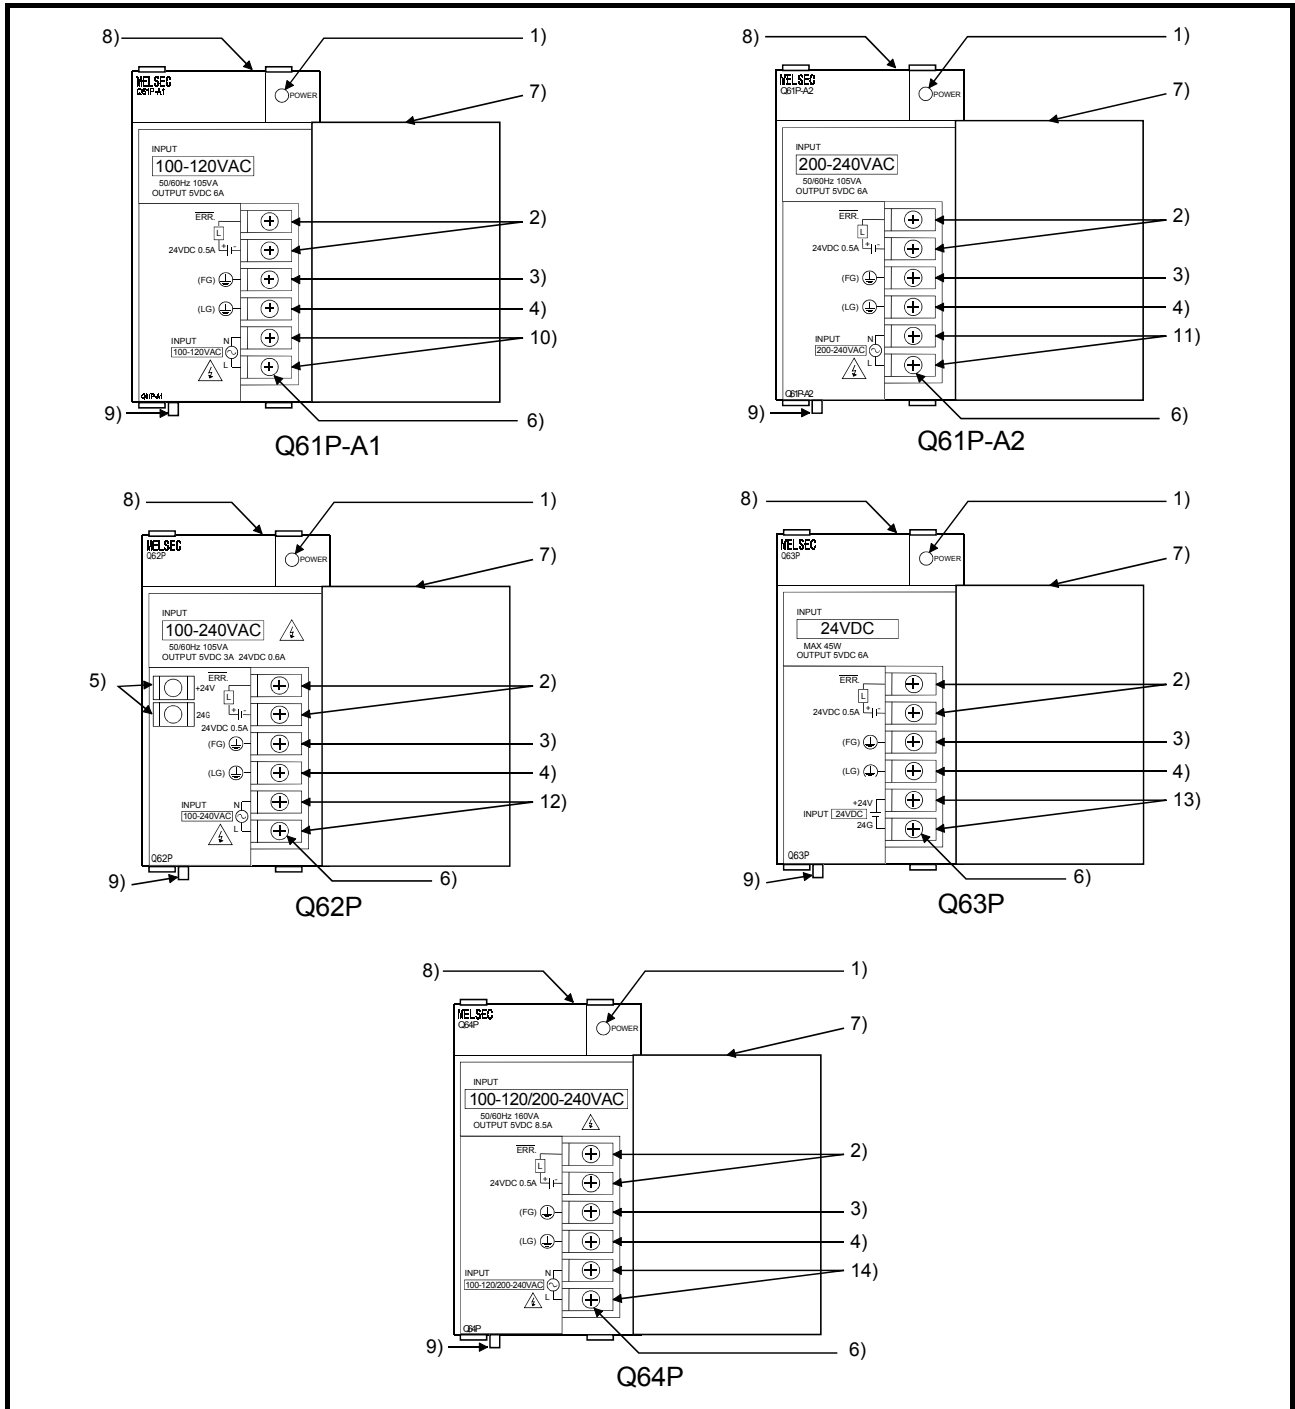 8)
1)
MELSEC
Q61P-A1
POWER
7)
INPUT
100-120VAC
50/60Hz 105VA
OUTPUT 5VDC 6A
ERR.
L
2)
24VDC 0.5A
+ -
(FG)
3)
(LG)
4)
INPUT
N
10)
100-120VAC
L
Q61P-A1
9)
6)
Q61P-A1
8)
1)
MELSEC
Q61P-A2
POWER
7)
INPUT
200-240VAC
50/60Hz 105VA
OUTPUT 5VDC 6A
ERR.
L
2)
24VDC 0.5A
+ -
(FG)
3)
(LG)
4)
INPUT
N
11)
200-240VAC
L
Q61P-A2
9)
6)
Q61P-A2
8)
1)
MELSEC
Q62P
POWER
7)
INPUT
100-240VAC
50/60Hz 105VA
OUTPUT 5VDC 3A 24VDC 0.6A
5)
+24V
ERR.
L
2)
24G
+ -
24VDC 0.5A
(FG)
3)
(LG)
4)
INPUT
N
12)
100-240VAC
L
Q62P
9)
6)
Q62P
8)
1)
MELSEC
Q63P
POWER
7)
INPUT
24VDC
MAX 45W
OUTPUT 5VDC 6A
ERR.
L
2)
24VDC 0.5A
+ -
(FG)
3)
(LG)
4)
+24V
13)
INPUT 24VDC
24G
Q63P
9)
6)
Q63P
8)
1)
MELSEC
Q64P
POWER
7)
INPUT
100-120/200-240VAC
50/60Hz 160VA
OUTPUT 5VDC 8.5A
ERR.
L
2)
24VDC 0.5A
+ -
(FG)
3)
(LG)
4)
INPUT
N
14)
100-120/200-240VAC
L
Q64P
9)
6)
Q64P